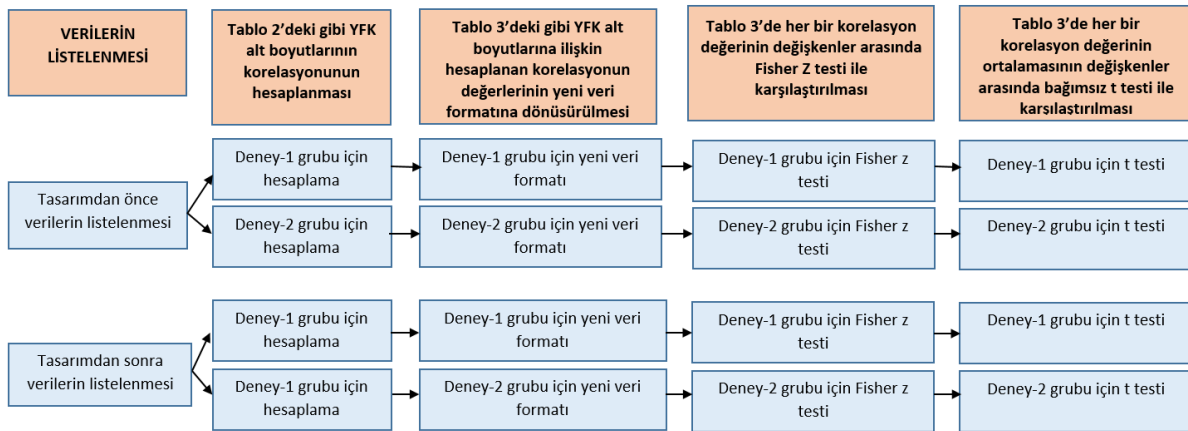 VERİLERİN
LİSTELENMESİ
Tablo 2'deki gibi YFK
alt boyutlarının
korelasyonunun
hesaplanması
Tablo 3'deki gibi YFK alt
boyutlarına ilişkin
hesaplanan korelasyonun
değerlerinin yeni veri
formatına dönüsürülmesi
Tablo 3'de her bir korelasyon
değerinin değişkenler arasında
Fisher Z testi ile
karşılaştırılması
Tablo 3'de her bir
korelasyon değerinin
ortalamasının değişkenler
arasında bağımsız t testi ile
karşılaştırılması
Tasarımdan önce
verilerin listelenmesi
Deney-1 grubu için
hesaplama
Deney-1 grubu için yeni veri
formatı
Deney-1 grubu için Fisher z
testi
Deney-1 grubu için t testi
Deney-2 grubu için
hesaplama
Deney-2 grubu için yeni veri
formatı
Deney-2 grubu için Fisher z
testi
Deney-2 grubu için t testi
Tasarımdan sonra
verilerin listelenmesi
Deney-1 grubu için
hesaplama
Deney-1 grubu için yeni veri
formatı
Deney-1 grubu için Fisher z
testi
Deney-1 grubu için t testi
Deney-1 grubu için
hesaplama
Deney-2 grubu için yeni veri
formatı
Deney-2 grubu için Fisher z
testi
Deney-2 grubu için t testi